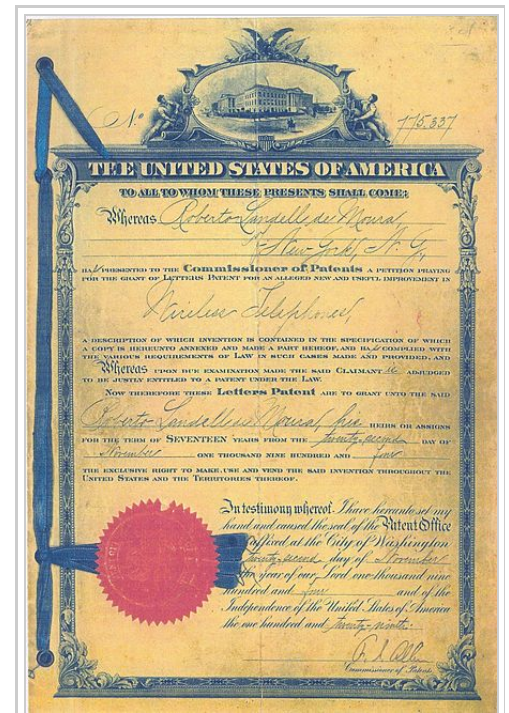 No. 775.337
THE UNITED STATES OF AMERICA
TO ALL TO WHOM THESE PRESENTS SHALL COME:
Whereas Roberto Landell de Moura,
of New York, N. Y.,
HAS PRESENTED TO THE Commissioner of Patents A PETITION PRAYING
FOR THE GRANT OF LETTERS PATENT FOR AN ALLEGED NEW AND USEFUL IMPROVEMENT IN
Wireless Telephones,
A DESCRIPTION OF WHICH INVENTION IS CONTAINED IN THE SPECIFICATION OF WHICH
A COPY IS HEREUNTO ANNEXED AND MADE A PART HEREOF, AND HAS COMPLIED WITH
THE VARIOUS REQUIREMENTS OF LAW IN SUCH CASES MADE AND PROVIDED, AND
Whereas UPON DUE EXAMINATION MADE THE SAID CLAIMANT is ADJUDGED
TO BE JUSTLY ENTITLED TO A PATENT UNDER THE LAW.
NOW THEREFORE THESE Letters Patent ARE TO GRANT UNTO THE SAID
Roberto Landell de Moura, his HEIRS OR ASSIGNS
FOR THE TERM OF SEVENTEEN YEARS FROM THE twenty-second DAY OF
November ONE THOUSAND NINE HUNDRED AND four
THE EXCLUSIVE RIGHT TO MAKE, USE AND VEND THE SAID INVENTION THROUGHOUT THE
UNITED STATES AND THE TERRITORIES THEREOF.
In testimony whereof, I have hereunto set my
hand and caused the seal of the Patent Office
to be affixed at the City of Washington
this twenty-second day of November
in the year of our Lord one thousand nine
hundred and four and of the
Independence of the United States of America
the one hundred and twenty-ninth.
Commissioner of Patents